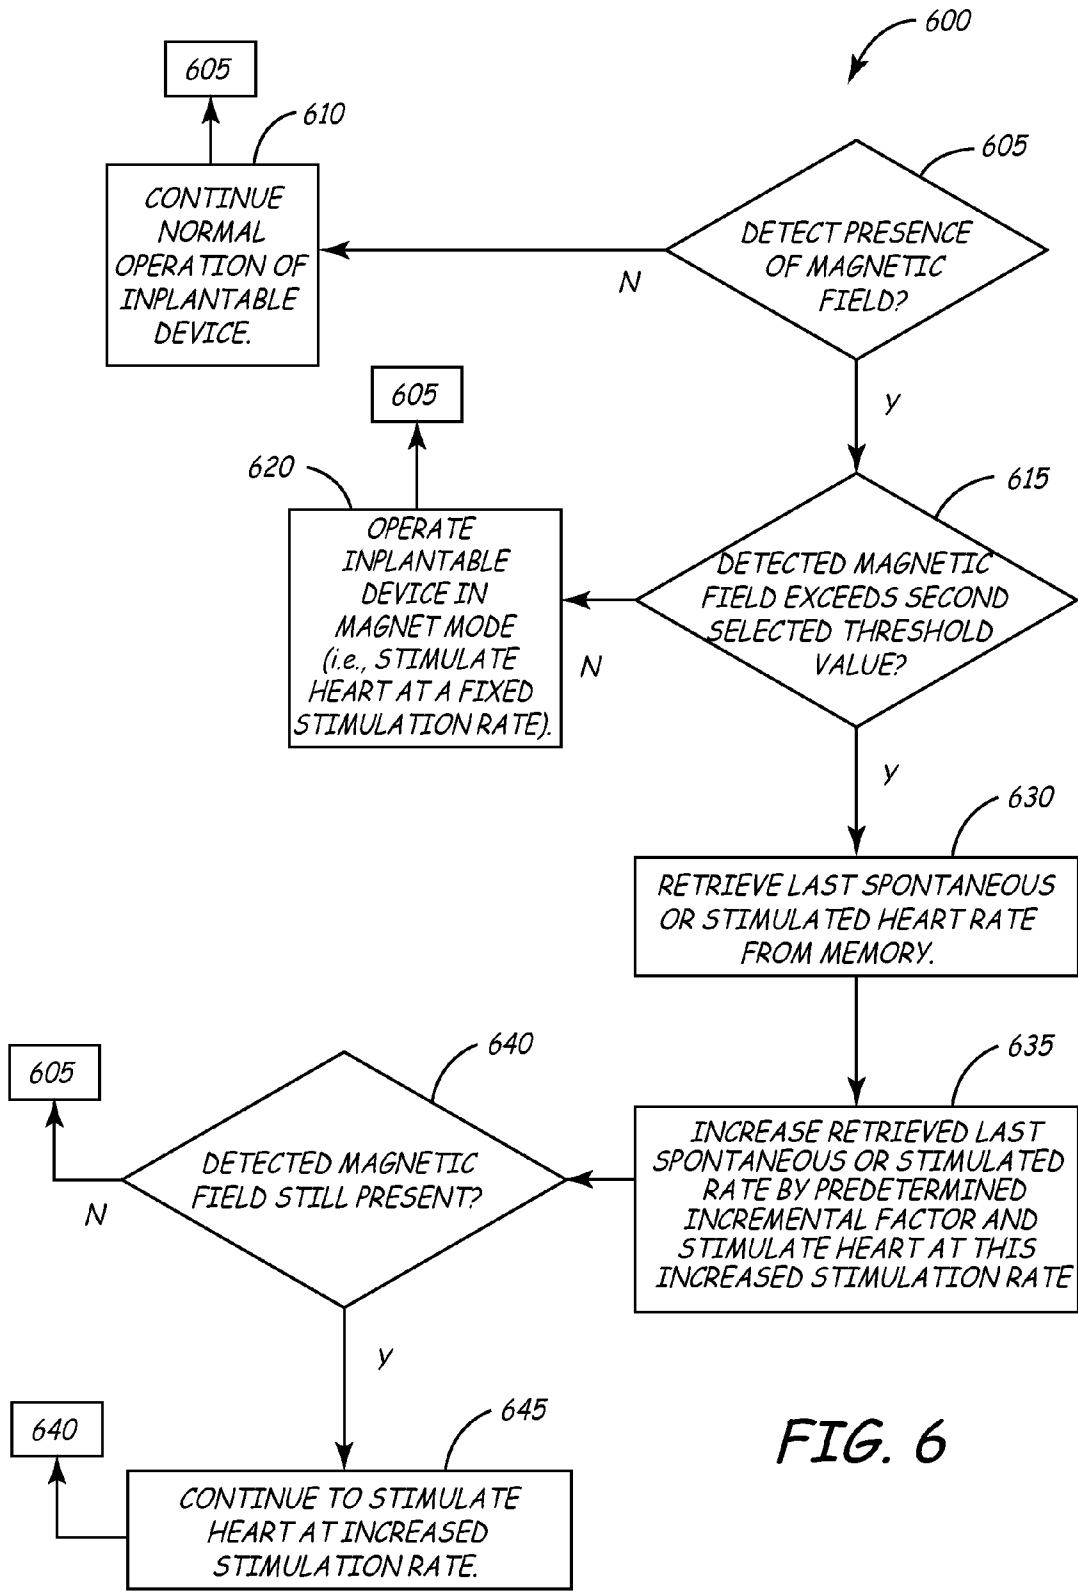 600
605
610
605
CONTINUE
NORMAL
OPERATION OF
INPLANTABLE
DEVICE.
DETECT PRESENCE
OF MAGNETIC
FIELD?
N
Y
605
620
615
OPERATE
INPLANTABLE
DEVICE IN
MAGNET MODE
(i.e., STIMULATE
HEART AT A FIXED
STIMULATION RATE).
DETECTED MAGNETIC
FIELD EXCEEDS SECOND
SELECTED THRESHOLD
VALUE?
N
Y
630
RETRIEVE LAST SPONTANEOUS
OR STIMULATED HEART RATE
FROM MEMORY.
635
INCREASE RETRIEVED LAST
SPONTANEOUS OR STIMULATED
RATE BY PREDETERMINED
INCREMENTAL FACTOR AND
STIMULATE HEART AT THIS
INCREASED STIMULATION RATE
640
605
DETECTED MAGNETIC
FIELD STILL PRESENT?
N
Y
640
645
CONTINUE TO STIMULATE
HEART AT INCREASED
STIMULATION RATE.
FIG. 6